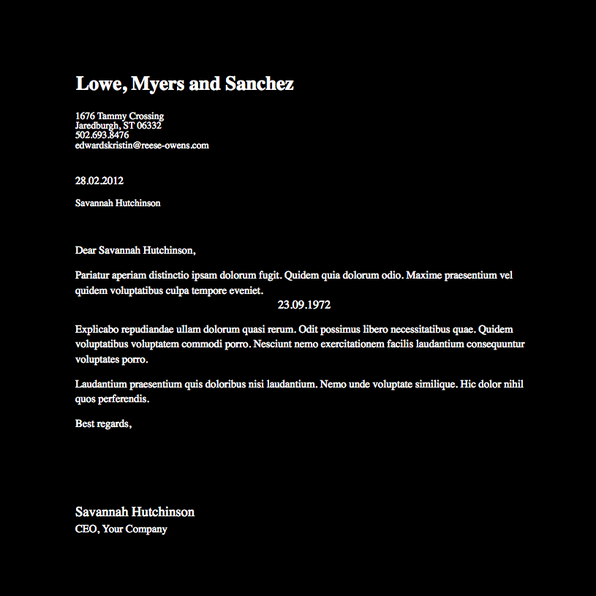 Lowe, Myers and Sanchez
1676 Tammy Crossing
Jaredburgh, ST 06332
502.693.8476
edwardskristin@reese-owens.com
28.02.2012
Savannah Hutchinson
Dear Savannah Hutchinson,
Pariatur aperiam distinctio ipsam dolorum fugit. Quidem quia dolorum odio. Maxime praesentium vel
quidem voluptatibus culpa tempore eveniet.
23.09.1972
Explicabo repudiandae ullam dolorum quasi rerum. Odit possimus libero necessitatibus quae. Quidem
voluptatibus voluptatem commodi porro. Nesciunt nemo exercitationem facilis laudantium consequuntur
voluptates porro.
Laudantium praesentium quis doloribus nisi laudantium. Nemo unde voluptate similique. Hic dolor nihil
quos perferendis.
Best regards,
Savannah Hutchinson
CEO, Your Company